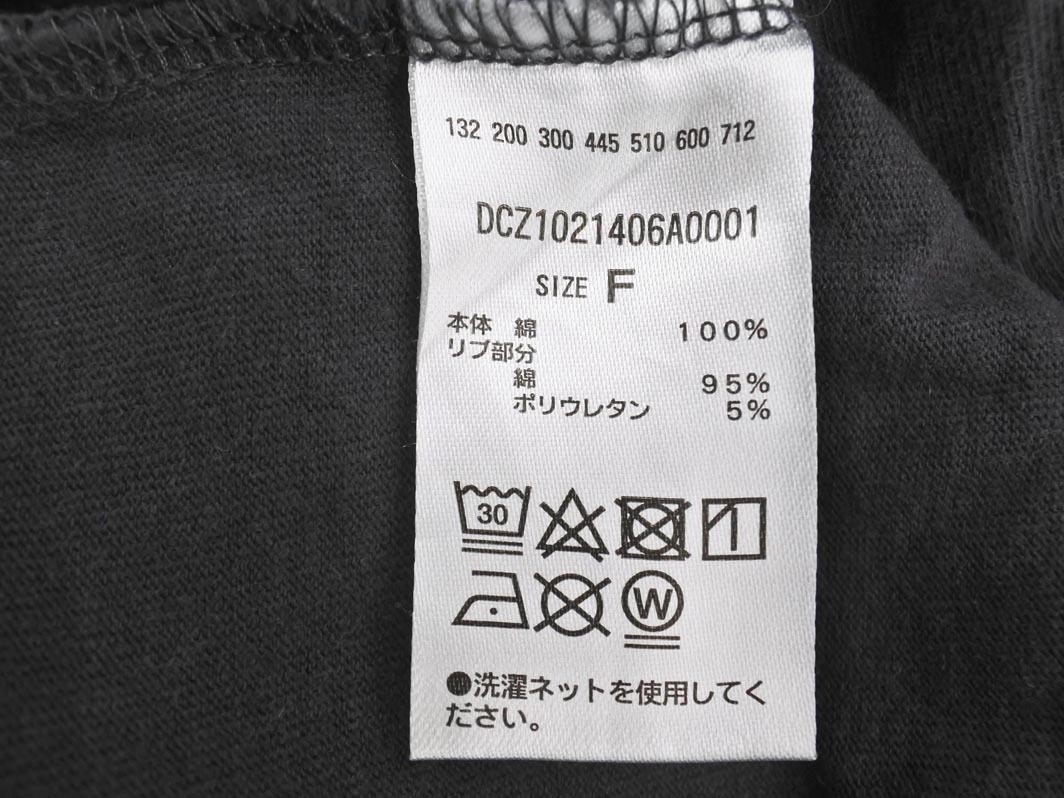 132 200 300 445 510 600 712
DCZ1021406A0001
SIZE F
本体 綿 100%
リブ部分
綿 95%
ポリウレタン 5%
30
W
●洗濯ネットを使用してく
ださい。